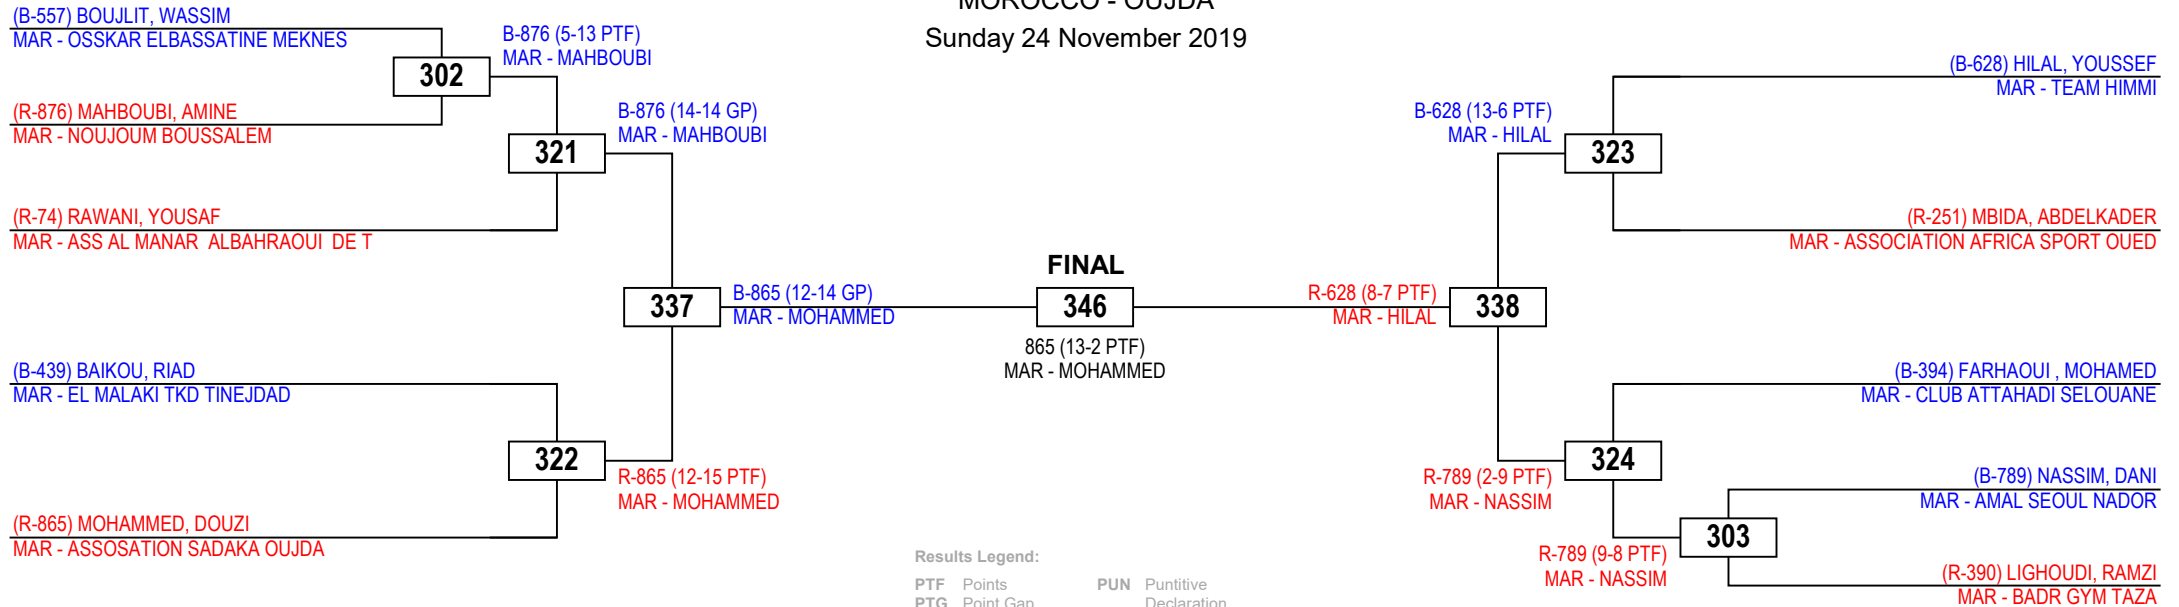 MOROCCO - OUJDA
Sunday 24 November 2019
(B-557) BOUJLIT, WASSIM
MAR - OSSKAR ELBASSATINE MEKNES
302
(R-876) MAHBOUBI, AMINE
MAR - NOUJOUM BOUSSALEM
B-876 (5-13 PTF)
MAR - MAHBOUBI
321
(R-74) RAWANI, YOUSAF
MAR - ASS AL MANAR  ALBAHRAOUI  DE T
B-876 (14-14 GP)
MAR - MAHBOUBI
337
(B-439) BAIKOU, RIAD
MAR - EL MALAKI TKD TINEJDAD
322
(R-865) MOHAMMED, DOUZI
MAR - ASSOSATION SADAKA OUJDA
R-865 (12-15 PTF)
MAR - MOHAMMED
B-865 (12-14 GP)
MAR - MOHAMMED
FINAL
346
865 (13-2 PTF)
MAR - MOHAMMED
R-628 (8-7 PTF)
MAR - HILAL
338
B-628 (13-6 PTF)
MAR - HILAL
323
(B-628) HILAL, YOUSSEF
MAR - TEAM HIMMI
(R-251) MBIDA, ABDELKADER
MAR - ASSOCIATION AFRICA SPORT OUED
R-789 (2-9 PTF)
MAR - NASSIM
324
(B-394) FARHAOUI , MOHAMED
MAR - CLUB ATTAHADI SELOUANE
R-789 (9-8 PTF)
MAR - NASSIM
303
(B-789) NASSIM, DANI
MAR - AMAL SEOUL NADOR
(R-390) LIGHOUDI, RAMZI
MAR - BADR GYM TAZA
Results Legend:
PTF Points PUN Puntitive
PTG Point Gap Declaration